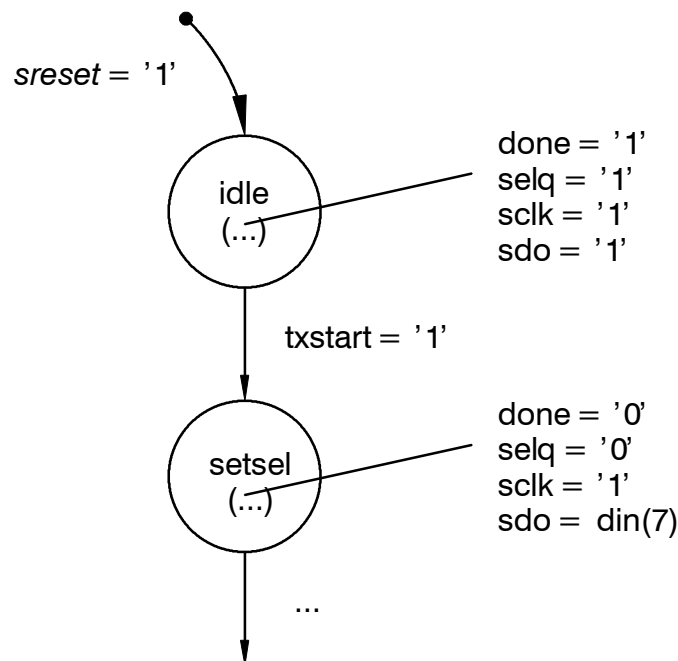 sreset = ’1’
idle
(...)
done = ’1’
selq = ’1’
sclk = ’1’
sdo = ’1’
txstart = ’1’
setsel
(...)
done = ’0’
selq = ’0’
sclk = ’1’
sdo = din(7)
...